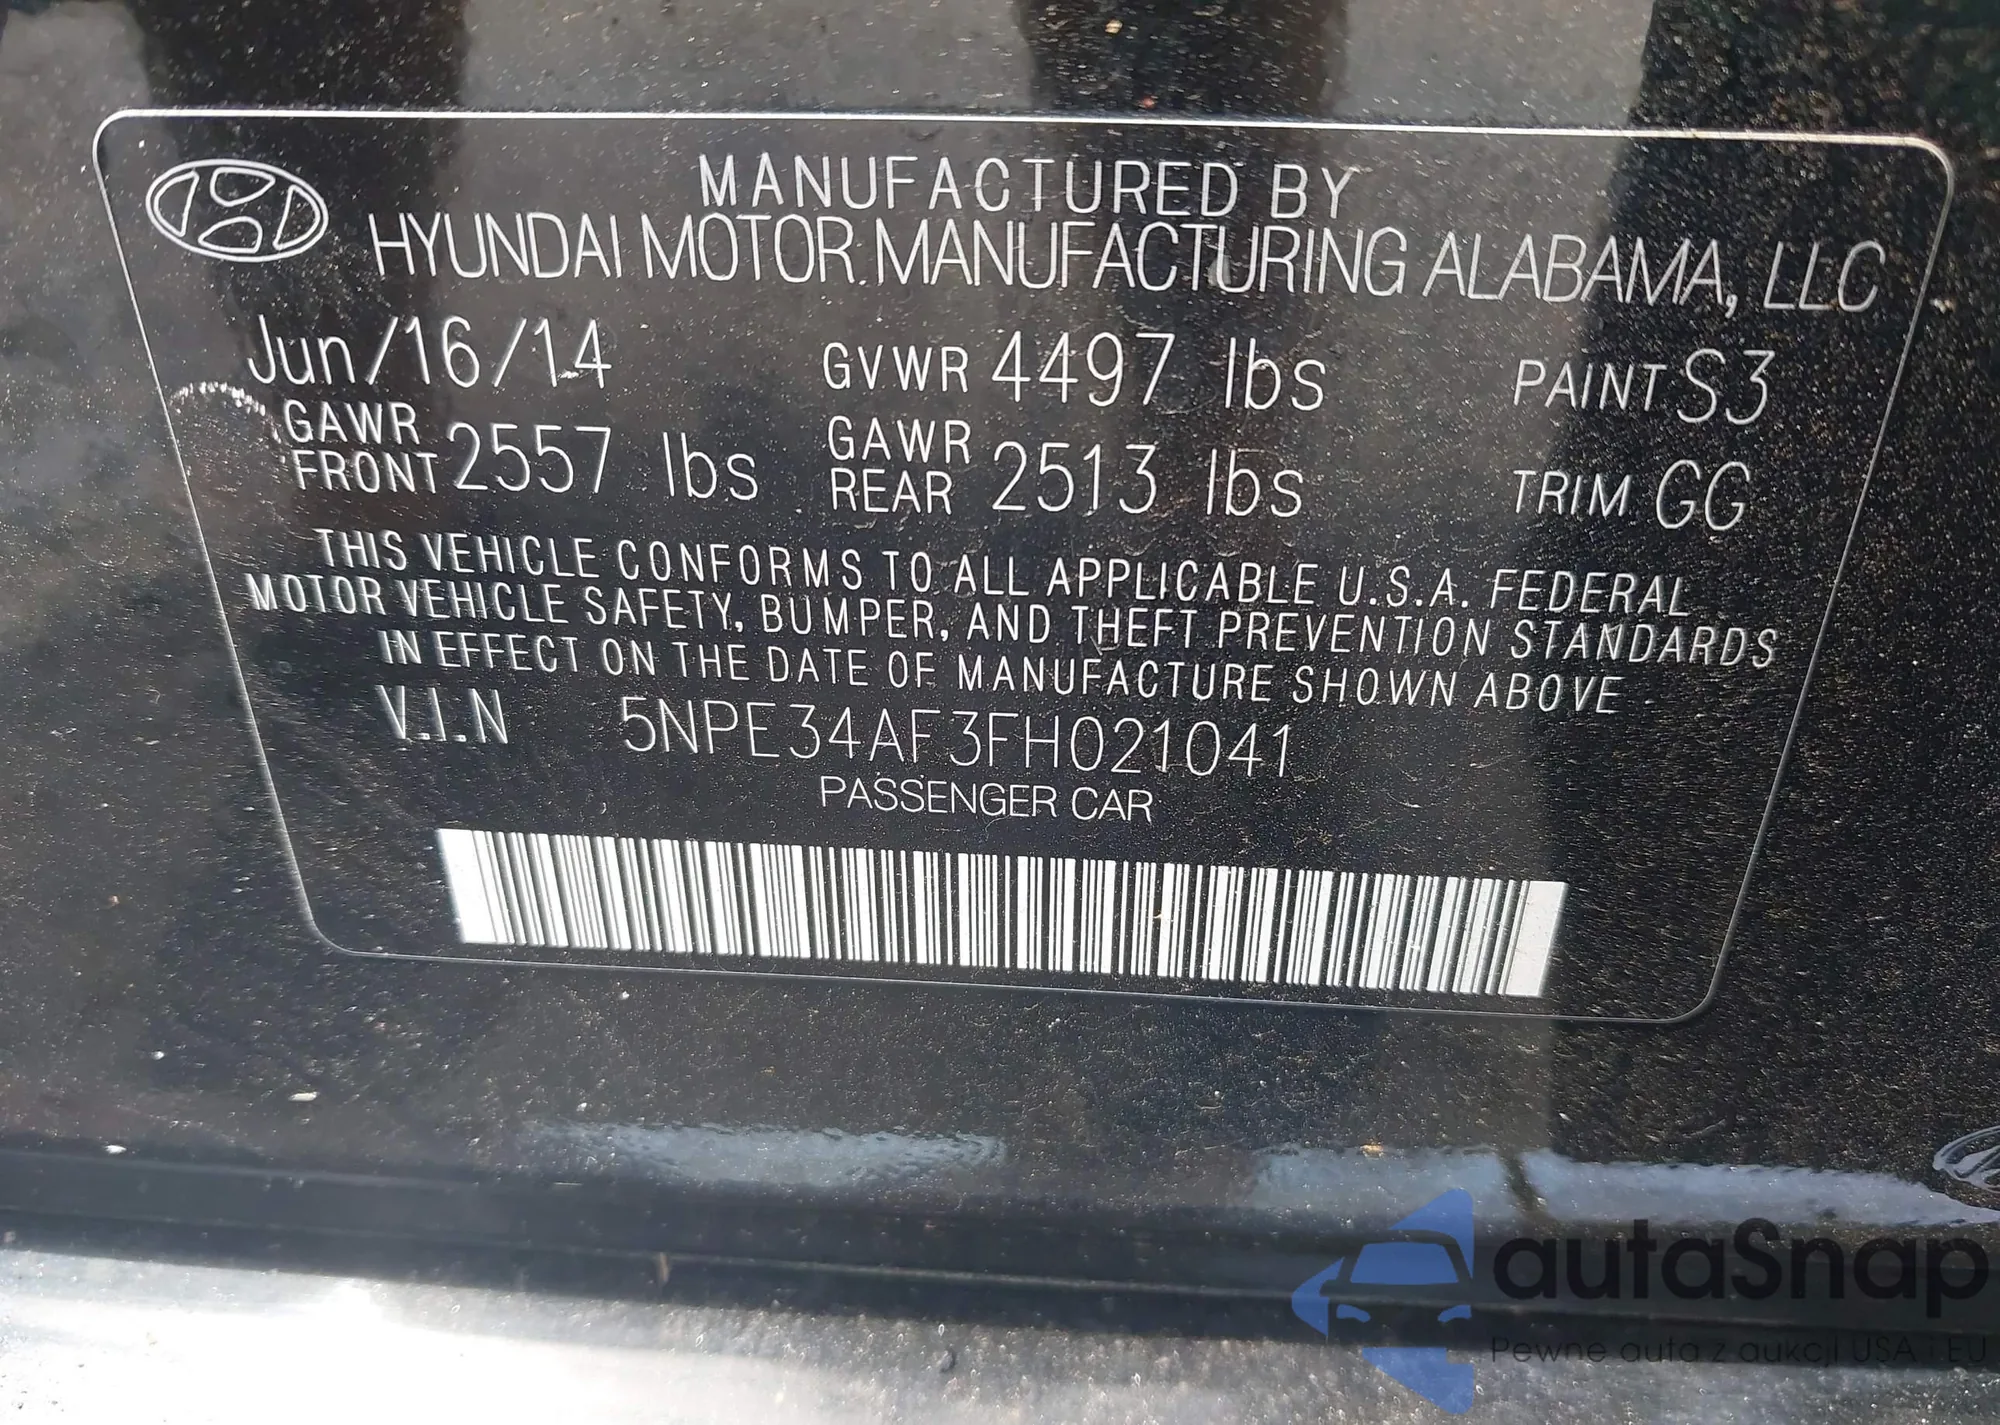 MANUFACTURED BY
HYUNDAI MOTOR MANUFACTURING ALABAMA, LLC
Jun/16/14 GVWR 4497 lbs PAINT S3
GAWR FRONT 2557 lbs GAWR REAR 2513 lbs TRIM GG
THIS VEHICLE CONFORMS TO ALL APPLICABLE U.S.A. FEDERAL
MOTOR VEHICLE SAFETY, BUMPER, AND THEFT PREVENTION STANDARDS
IN EFFECT ON THE DATE OF MANUFACTURE SHOWN ABOVE
V.I.N 5NPE34AF3FH021041
PASSENGER CAR
autaSnap
Pewne auta z aukcji USA i EU